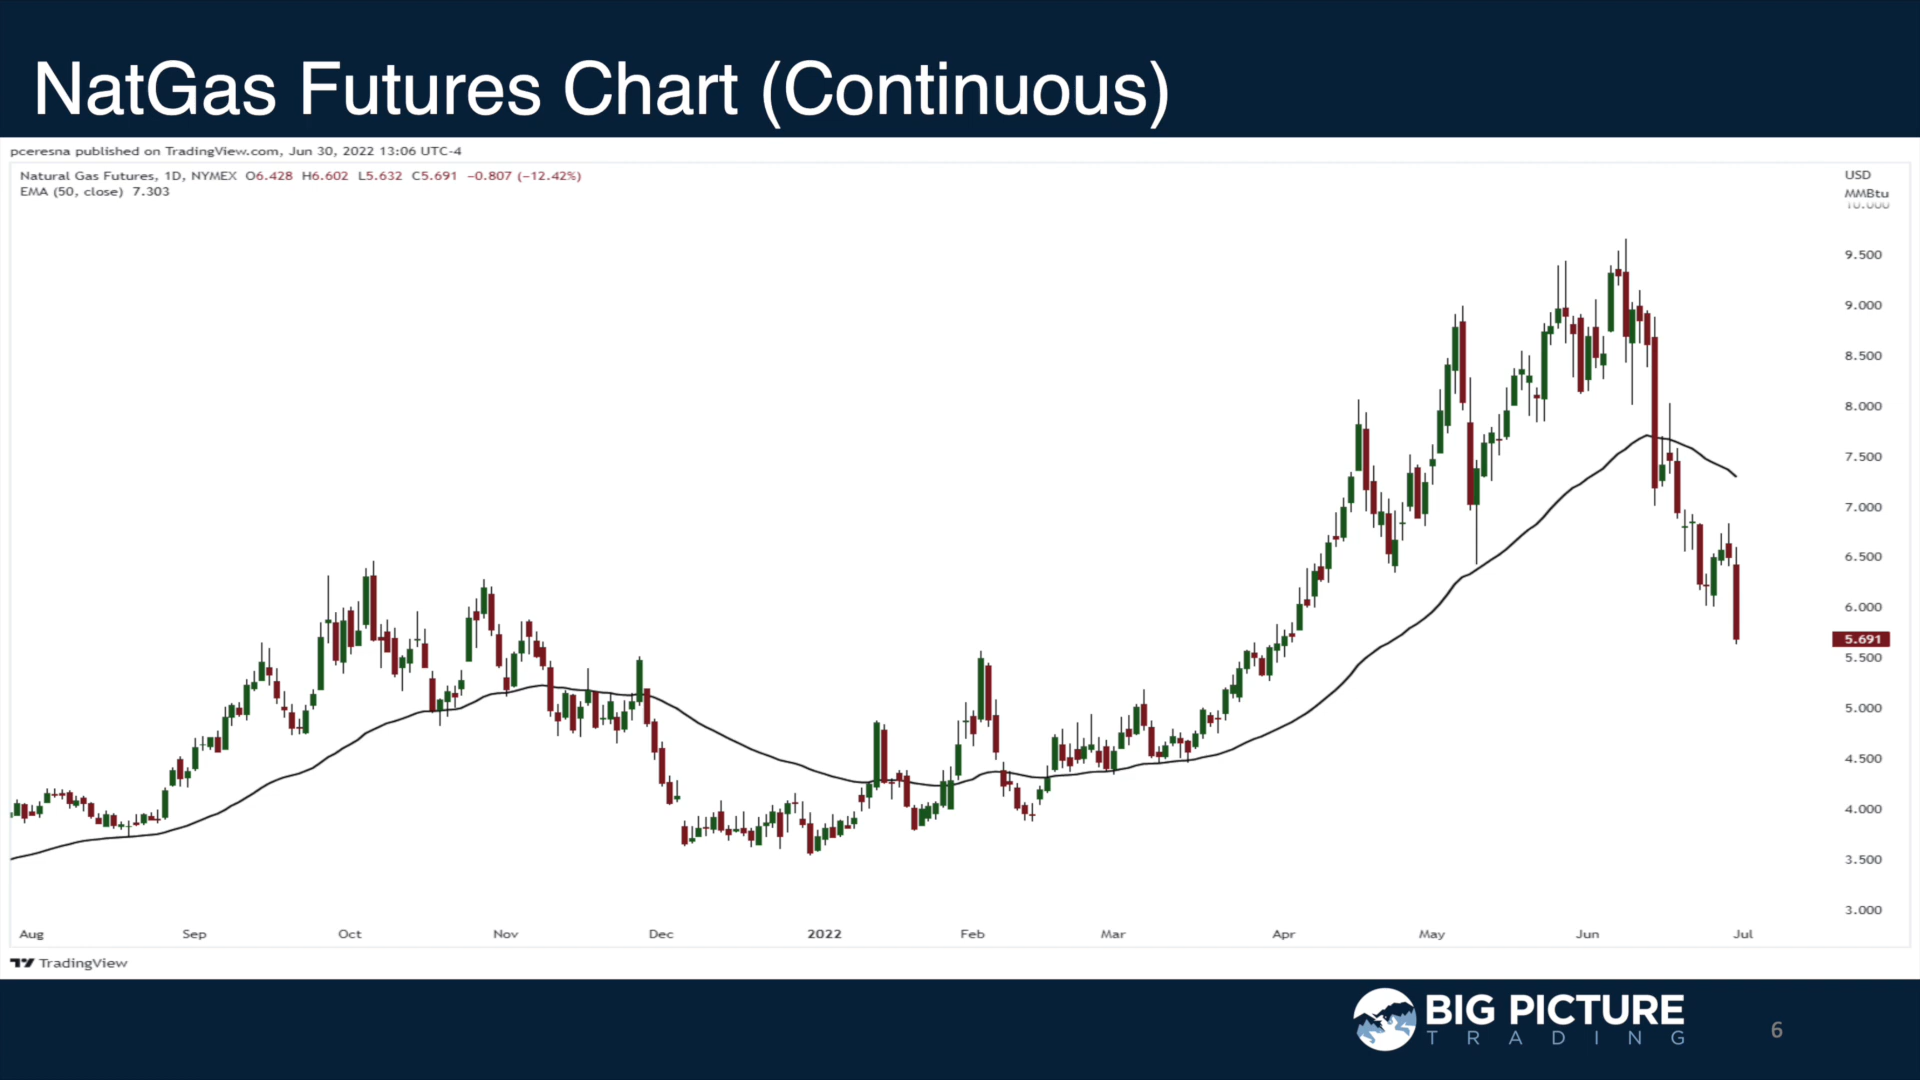 NatGas Futures Chart (Continuous)
pceresna published on TradingView.com, Jun 30, 2022 13:06 UTC-4
Natural Gas Futures, 1D, NYMEX O6.428 H6.602 L5.632 C5.691 −0.807 (−12.42%)
EMA (50, close) 7.303
USD
MMBtu
10.000
9.500
9.000
8.500
8.000
7.500
7.000
6.500
6.000
5.691
5.500
5.000
4.500
4.000
3.500
3.000
Aug Sep Oct Nov Dec 2022 Feb Mar Apr May Jun Jul
TradingView
BIG PICTURE
TRADING
6